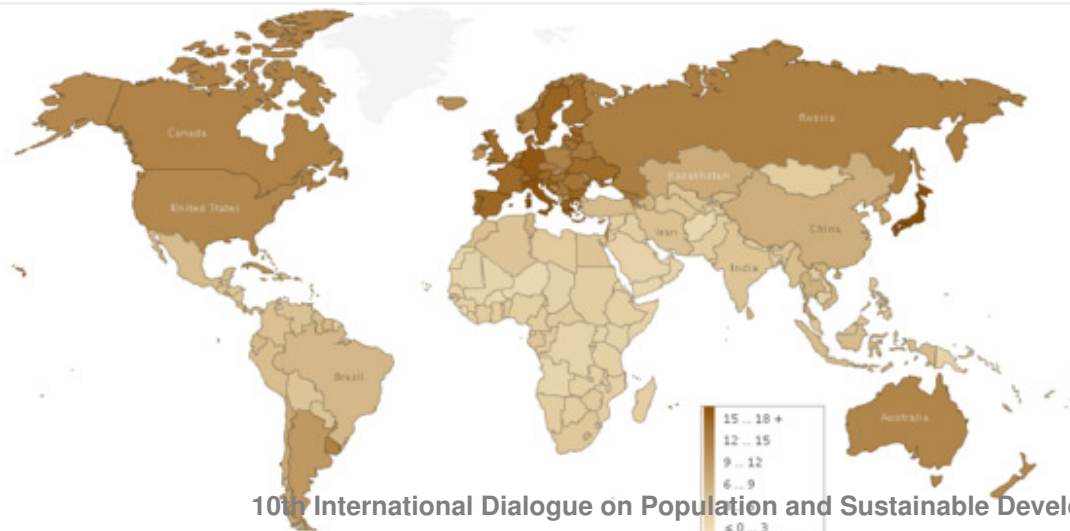 Canada
Russia
United States
Kazakhstan
China
Iran
India
Brazil
Australia
15 ... 18 +
12 ... 15
9 ... 12
6 ... 9
10th International Dialogue on Population and Sustainable Devel
≤ 0 ... 3